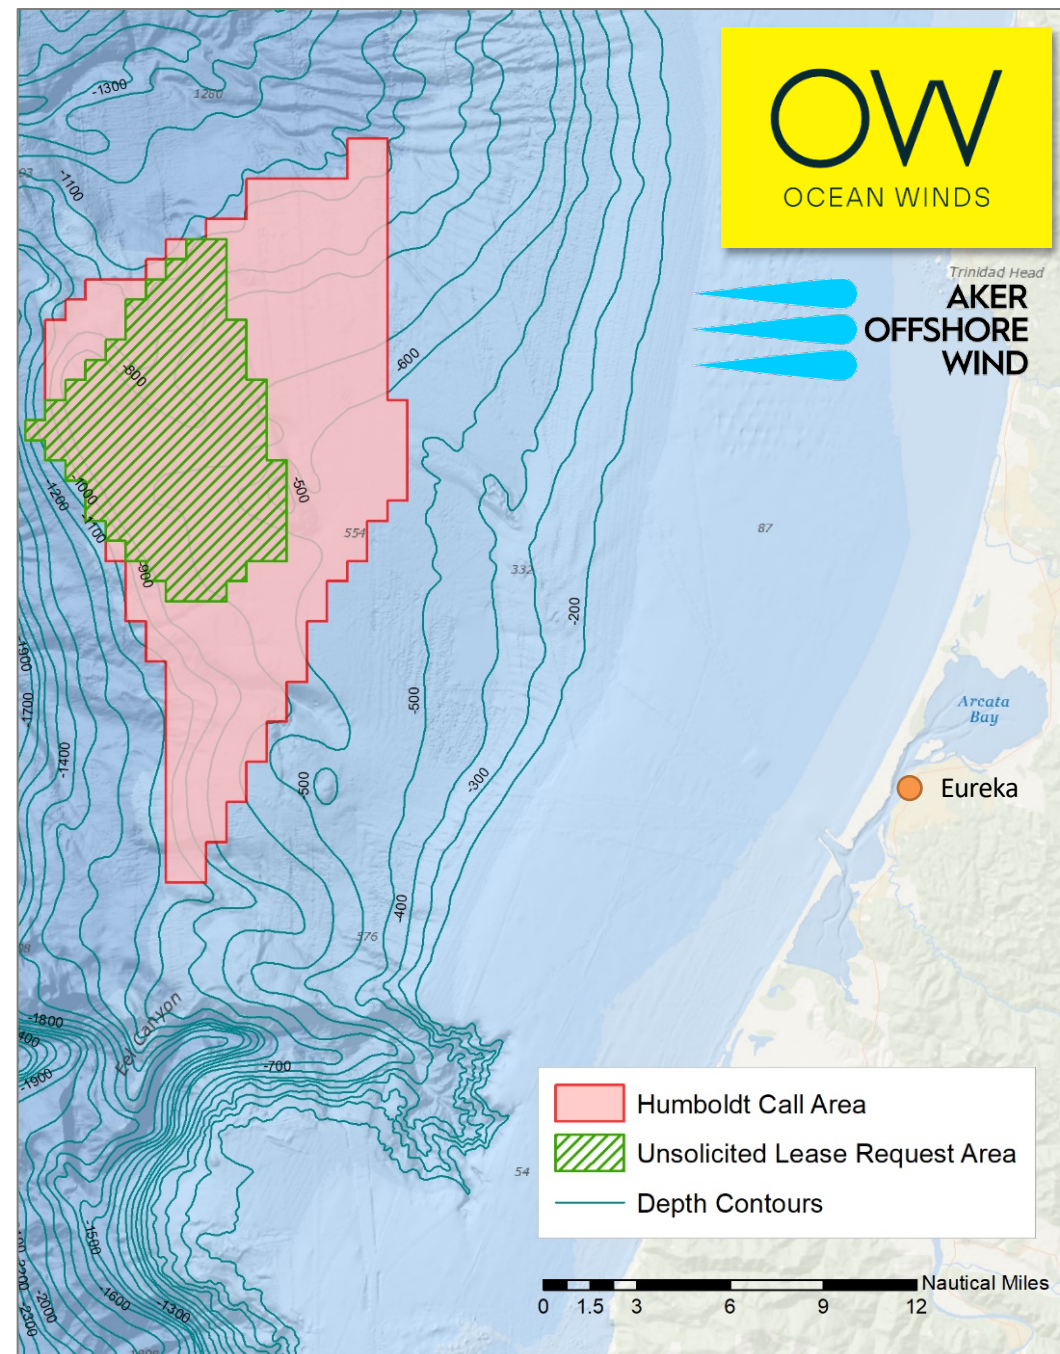 -1300
1280
OW
OCEAN WINDS
-1100
Trinidad Head
AKER
OFFSHORE
WIND
-600
-800
-1000
-500
-1200
-1100
554
87
332
-900
-200
-1900
-1700
-500
Arcata
Bay
-1400
-500
-300
Eureka
-400
576
Eel Canyon
-1800
-700
-1900
Humboldt Call Area
Unsolicited Lease Request Area
54
Depth Contours
-1500
-1600
-1300
-2000
-2300
Nautical Miles
0 1.5 3 6 9 12